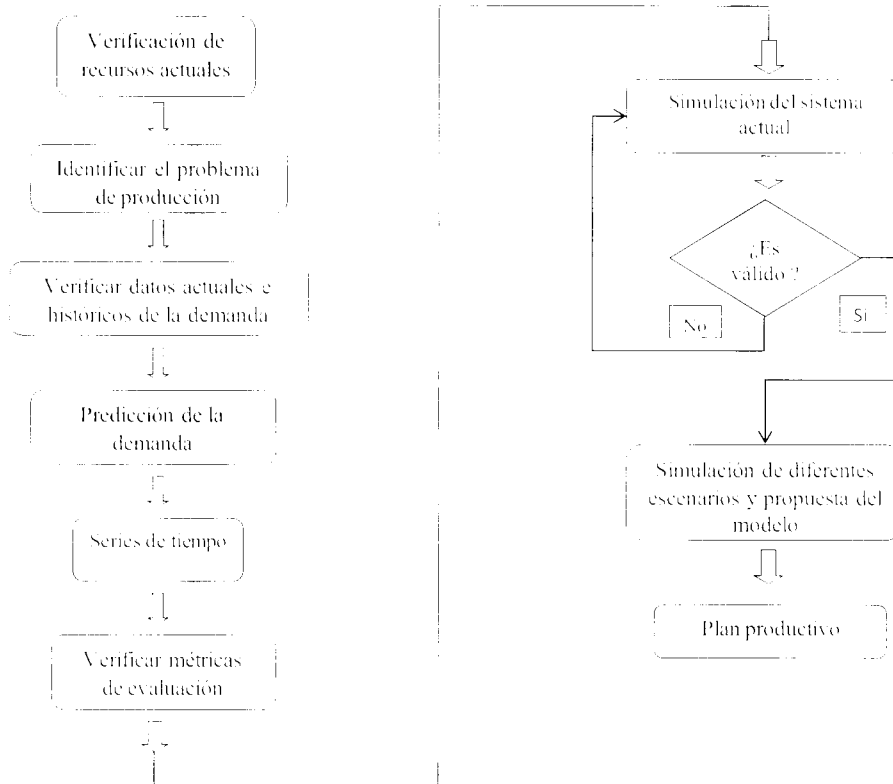 Verificación de
recursos actuales
Identificar el problema
de producción
Verificar datos actuales e
históricos de la demanda
Predicción de la
demanda
Series de tiempo
Verificar métricas
de evaluación
Simulación del sistema
actual
¿Es
válido ?
No
Si
Simulación de diferentes
escenarios y propuesta del
modelo
Plan productivo